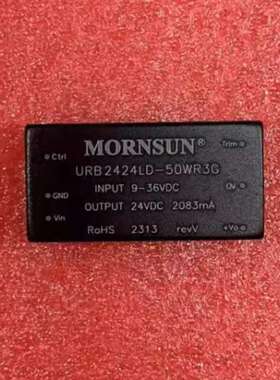 MORNSUN®
Trim
Ctrl
URB2424LD-50WR3G
INPUT 9-36VDC
0V
GND
OUTPUT 24VDC 2083mA
Vin
RoHS 2313 revV
+Vo